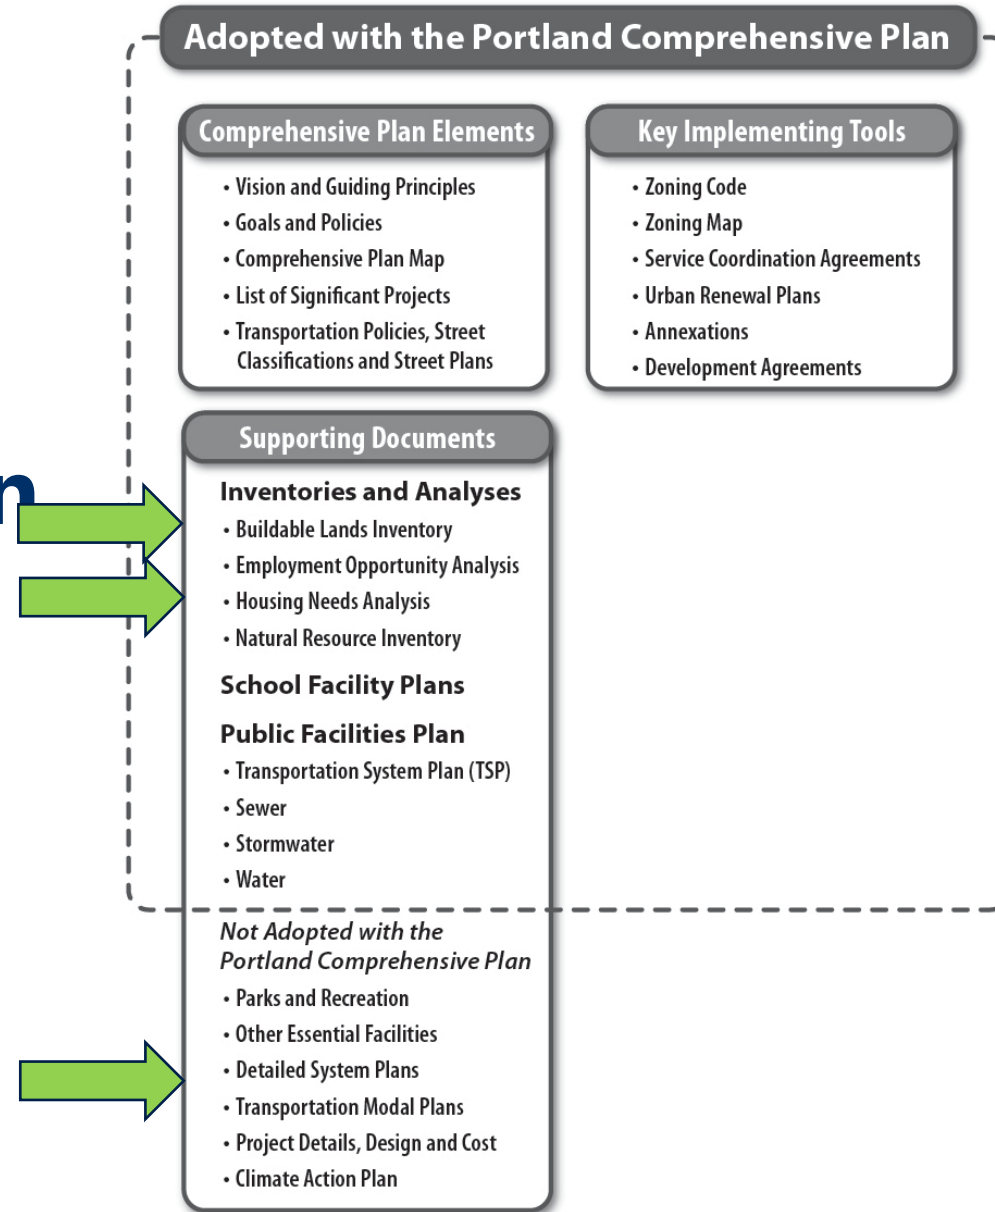 Adopted with the Portland Comprehensive Plan
Comprehensive Plan Elements
• Vision and Guiding Principles
• Goals and Policies
• Comprehensive Plan Map
• List of Significant Projects
• Transportation Policies, Street
Classifications and Street Plans
Key Implementing Tools
• Zoning Code
• Zoning Map
• Service Coordination Agreements
• Urban Renewal Plans
• Annexations
• Development Agreements
Supporting Documents
Inventories and Analyses
• Buildable Lands Inventory
• Employment Opportunity Analysis
• Housing Needs Analysis
• Natural Resource Inventory
School Facility Plans
Public Facilities Plan
• Transportation System Plan (TSP)
• Sewer
• Stormwater
• Water
Not Adopted with the
Portland Comprehensive Plan
• Parks and Recreation
• Other Essential Facilities
• Detailed System Plans
• Transportation Modal Plans
• Project Details, Design and Cost
• Climate Action Plan